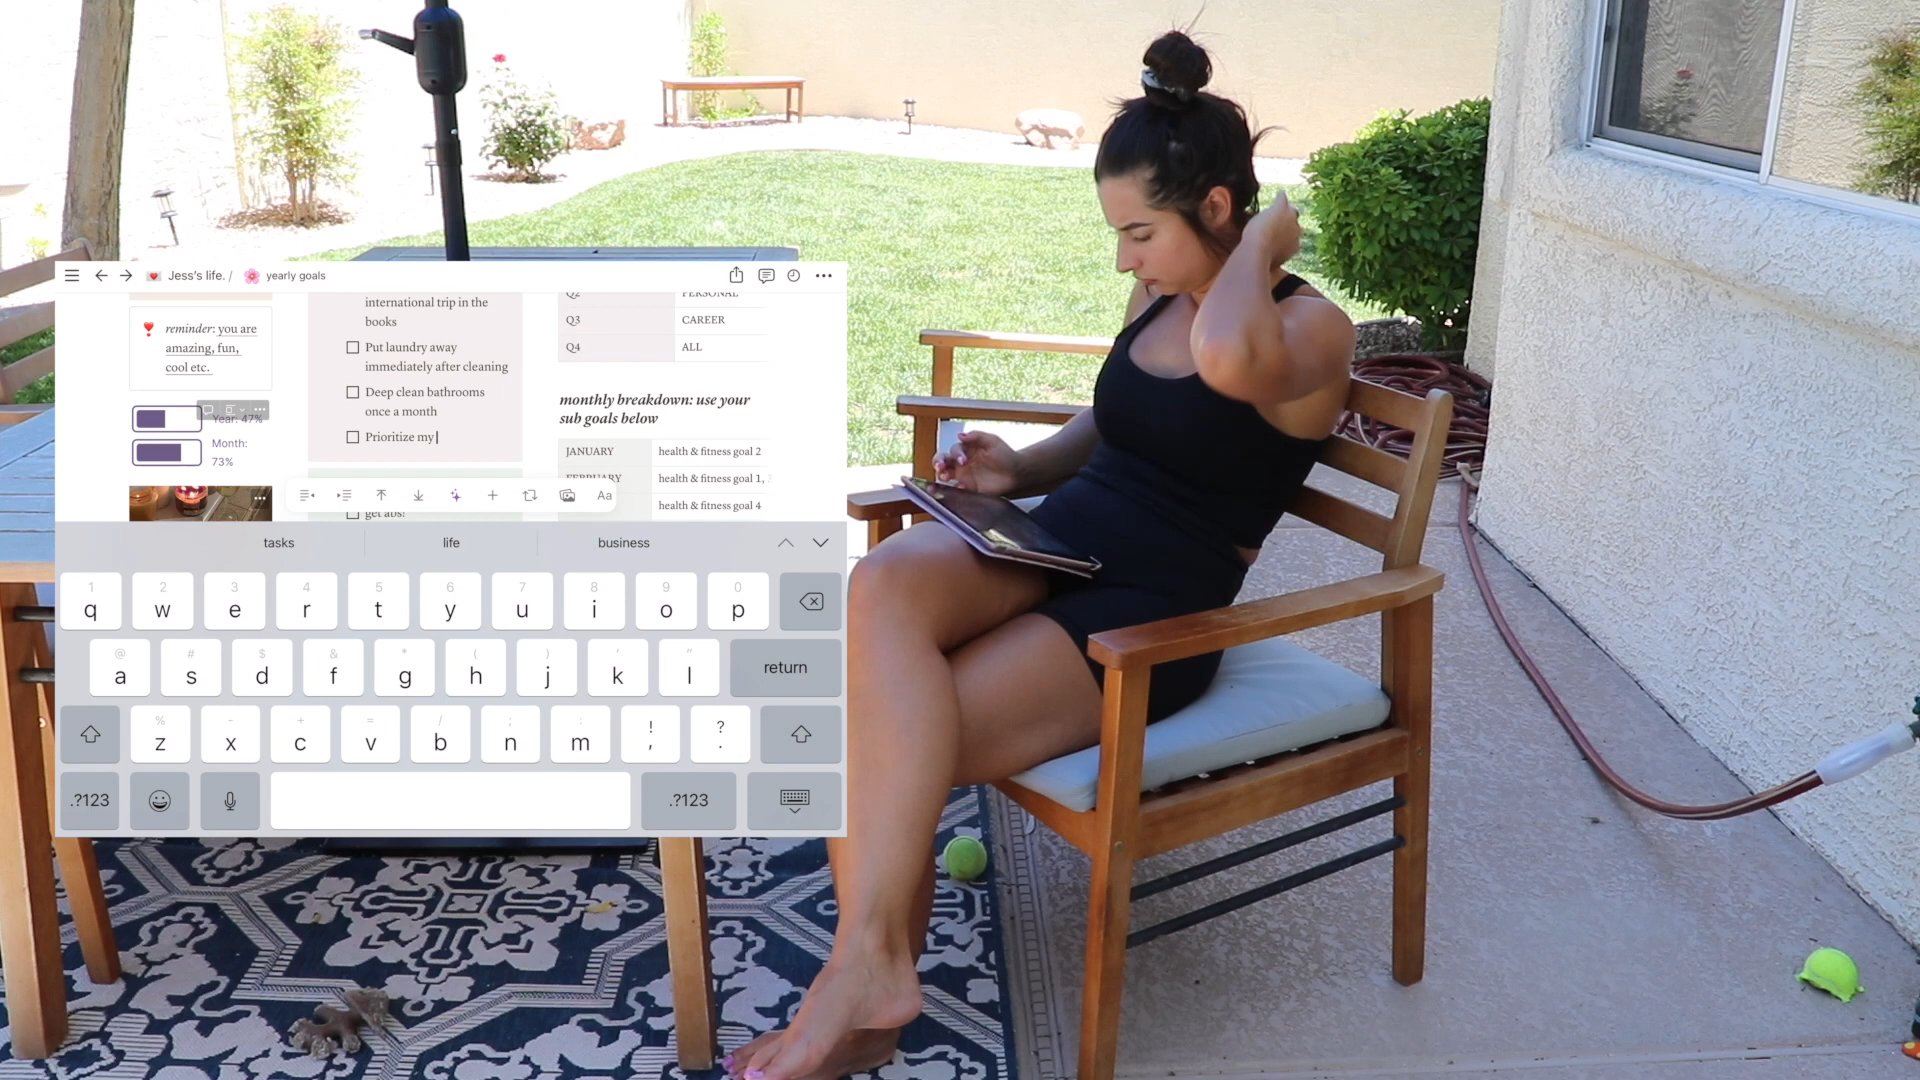 Jess's life. / yearly goals
reminder: you are
amazing, fun,
cool etc.
Year: 47%
Month:
73%
international trip in the
books
Put laundry away
immediately after cleaning
Deep clean bathrooms
once a month
Prioritize my
get abs!
Q2 PERSONAL
Q3 CAREER
Q4 ALL
monthly breakdown: use your
sub goals below
JANUARY health & fitness goal 2
FEBRUARY health & fitness goal 1, 3
health & fitness goal 4
Aa
tasks life business
1 2 3 4 5 6 7 8 9 0
q w e r t y u i o p
@ # $ & * ( ) ' "
a s d f g h j k l return
% - + = / ; : ! ?
z x c v b n m , .
.?123 .?123